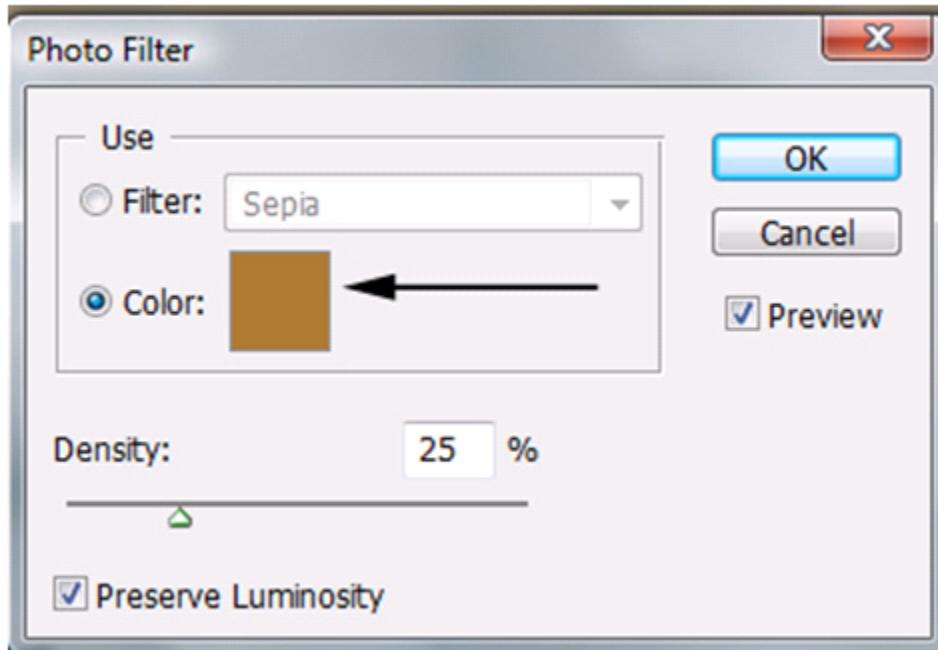 Photo Filter
Use
Filter: Sepia
Color:
OK
Cancel
Preview
Density: 25 %
Preserve Luminosity